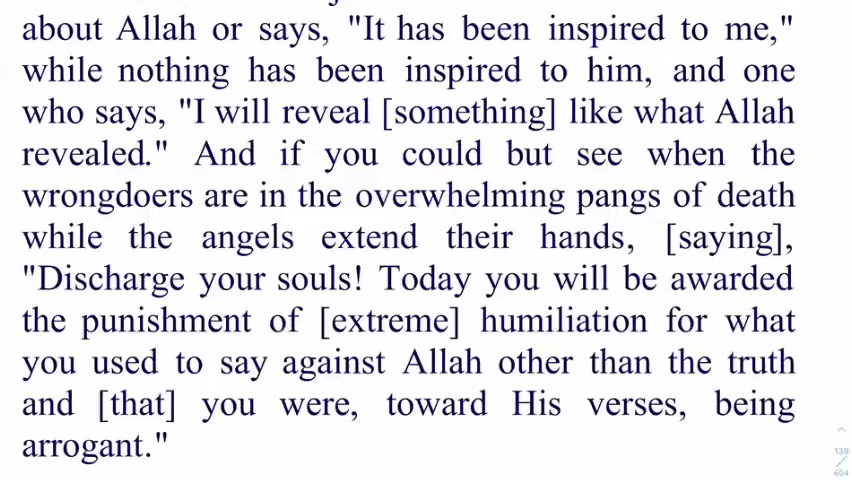 about Allah or says, "It has been inspired to me,"
while nothing has been inspired to him, and one
who says, "I will reveal [something] like what Allah
revealed." And if you could but see when the
wrongdoers are in the overwhelming pangs of death
while the angels extend their hands, [saying],
"Discharge your souls! Today you will be awarded
the punishment of [extreme] humiliation for what
you used to say against Allah other than the truth
and [that] you were, toward His verses, being
arrogant."
139
/
604